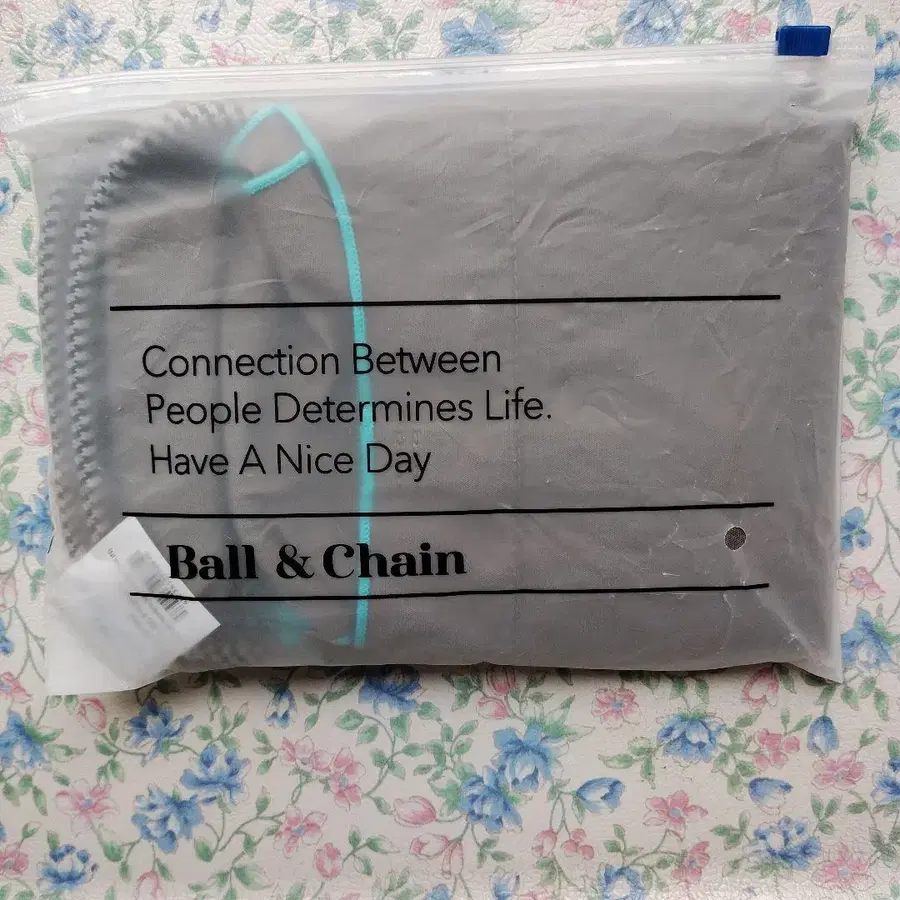 Connection Between
People Determines Life.
Have A Nice Day
Ball & Chain